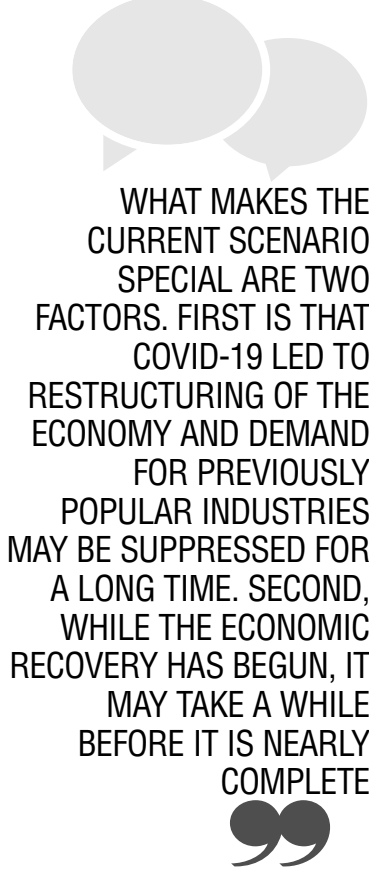 WHAT MAKES THE
CURRENT SCENARIO
SPECIAL ARE TWO
FACTORS. FIRST IS THAT
COVID-19 LED TO
RESTRUCTURING OF THE
ECONOMY AND DEMAND
FOR PREVIOUSLY
POPULAR INDUSTRIES
MAY BE SUPPRESSED FOR
A LONG TIME. SECOND,
WHILE THE ECONOMIC
RECOVERY HAS BEGUN, IT
MAY TAKE A WHILE
BEFORE IT IS NEARLY
COMPLETE
”